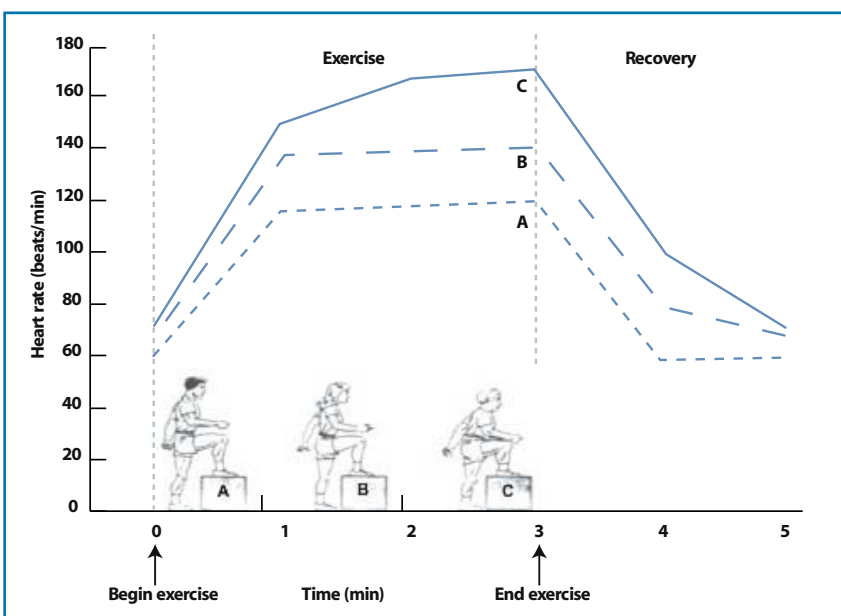 180
Exercise
Recovery
160
C
140
B
120
A
100
80
60
40
20
0
Heart rate (beats/min)
A
B
C
0 1 2 3 4 5
Begin exercise Time (min) End exercise